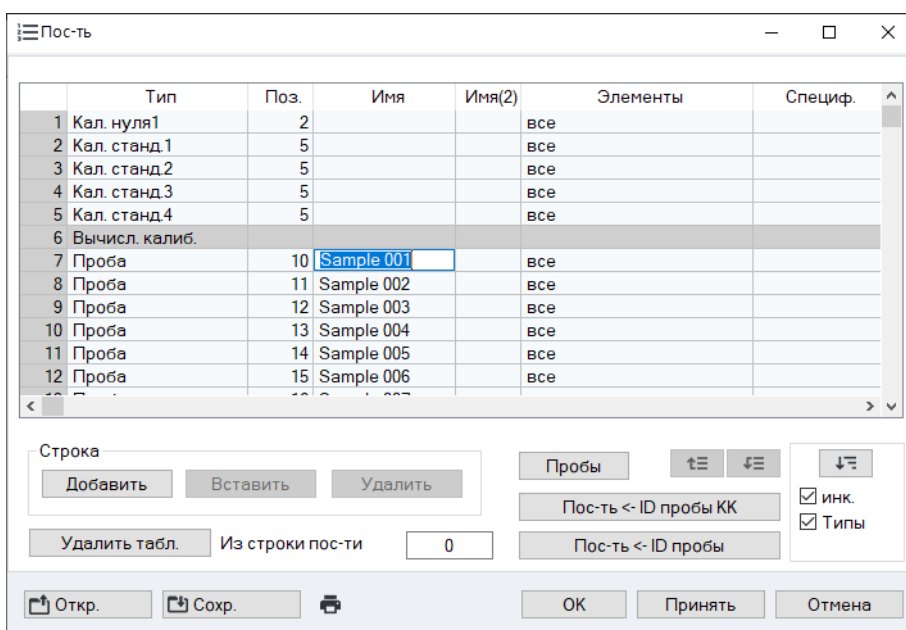 Пос-ть
Тип Поз. Имя Имя(2) Элементы Специф.
1 Кал. нуля1 2 все
2 Кал. станд.1 5 все
3 Кал. станд.2 5 все
4 Кал. станд.3 5 все
5 Кал. станд.4 5 все
6 Вычисл. калиб.
7 Проба 10 Sample 001 все
8 Проба 11 Sample 002 все
9 Проба 12 Sample 003 все
10 Проба 13 Sample 004 все
11 Проба 14 Sample 005 все
12 Проба 15 Sample 006 все
Строка
Добавить Вставить Удалить
Пробы
Пос-ть <- ID пробы КК
инк.
Типы
Удалить табл. Из строки пос-ти 0 Пос-ть <- ID пробы
Откр. Сохр. OK Принять Отмена